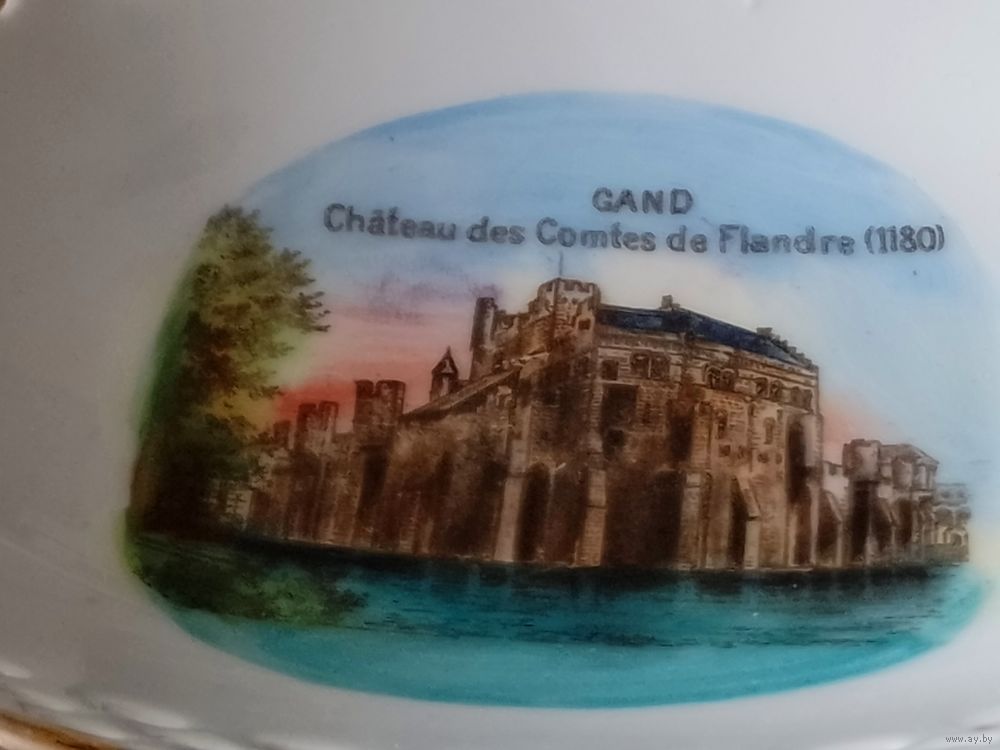 GAND
Château des Comtes de Flandre (1180)
www.ay.by